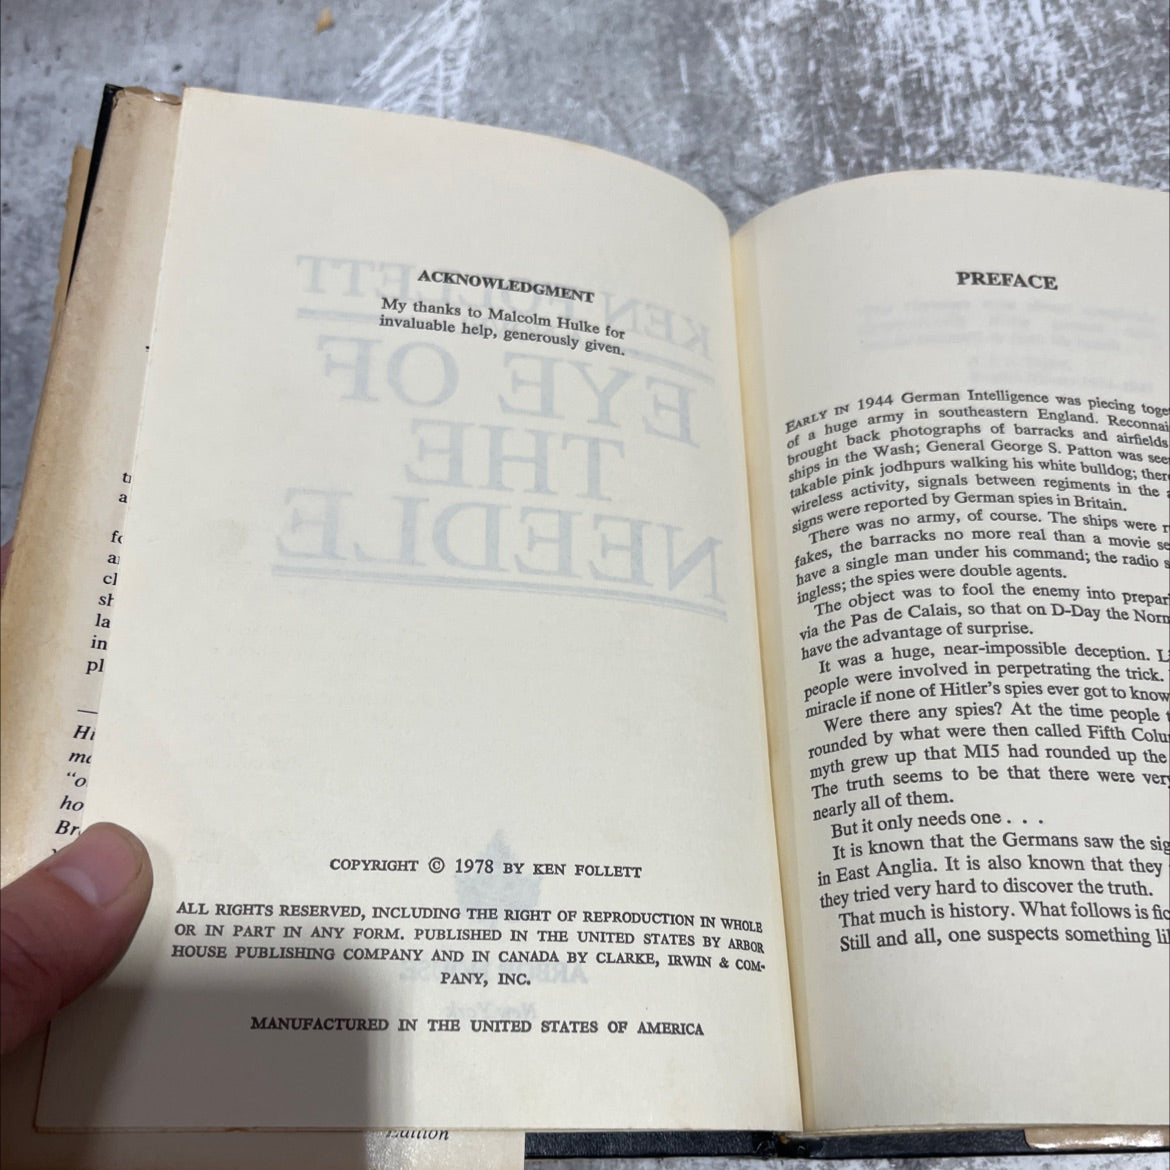 ACKNOWLEDGMENT
My thanks to Malcolm Hulke for
invaluable help, generously given.
KEN FOLLETT
EYE OF
THE
NEEDLE
COPYRIGHT © 1978 BY KEN FOLLETT
ALL RIGHTS RESERVED, INCLUDING THE RIGHT OF REPRODUCTION IN WHOLE
OR IN PART IN ANY FORM. PUBLISHED IN THE UNITED STATES BY ARBOR
HOUSE PUBLISHING COMPANY AND IN CANADA BY CLARKE, IRWIN & COM-
PANY, INC.
MANUFACTURED IN THE UNITED STATES OF AMERICA
Edition
PREFACE
EARLY IN 1944 German Intelligence was piecing
of a huge army in southeastern England.
brought back photographs of barracks and airfields
ships in the Wash; General George S. Patton was
takable pink jodhpurs walking his white bulldog;
wireless activity, signals between regiments in the
signs were reported by German spies in Britain.
There was no army, of course. The ships were
fakes, the barracks no more real than a movie
have a single man under his command; the radio
ingless; the spies were double agents.
The object was to fool the enemy into
via the Pas de Calais, so that on D-Day the
have the advantage of surprise.
It was a huge, near-impossible deception.
people were involved in perpetrating the trick.
miracle if none of Hitler's spies ever got to know
Were there any spies? At the time people
rounded by what were then called Fifth
myth grew up that MI5 had rounded up the
The truth seems to be that there were
nearly all of them.
But it only needs one . . .
It is known that the Germans saw the
in East Anglia. It is also known that they
they tried very hard to discover the truth.
That much is history. What follows is
Still and all, one suspects something